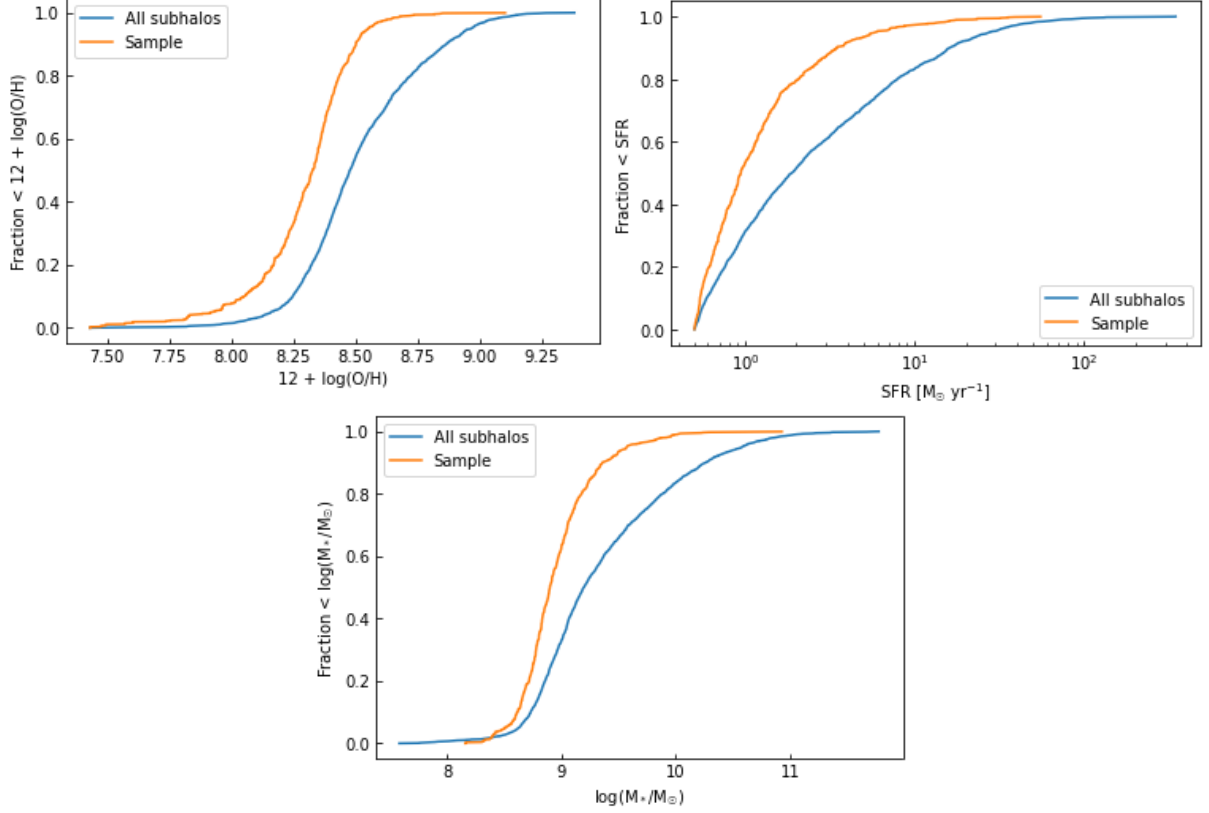 1.0
0.8
0.6
0.4
0.2
0.0
Fraction < 12 + log(O/H)
All subhalos
Sample
7.50 7.75 8.00 8.25 8.50 8.75 9.00 9.25
12 + log(O/H)
1.0
0.8
0.6
0.4
0.2
0.0
Fraction < SFR
All subhalos
Sample
10⁰ 10¹ 10²
SFR [M☉ yr⁻¹]
1.0
0.8
0.6
0.4
0.2
0.0
Fraction < log(M*/M☉)
All subhalos
Sample
8 9 10 11
log(M*/M☉)